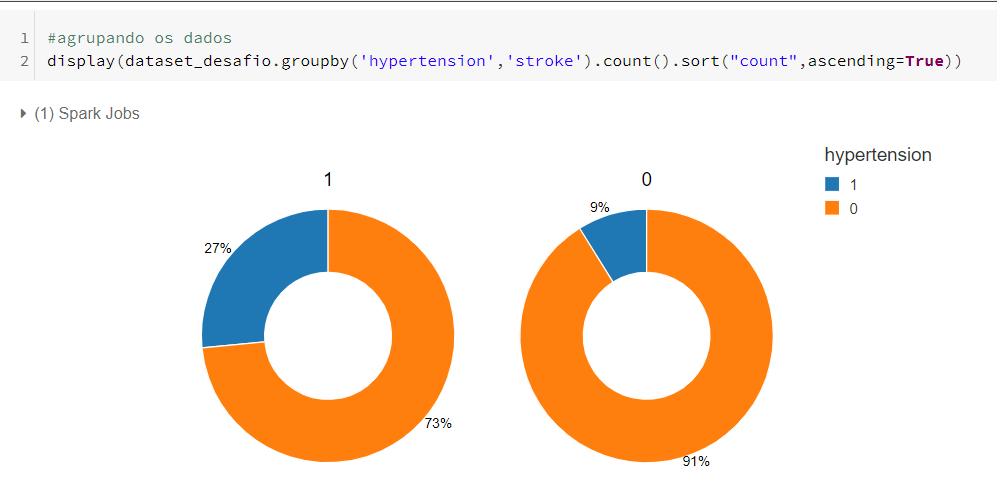 1 #agrupando os dados
2 display(dataset_desafio.groupby('hypertension','stroke').count().sort("count",ascending=True))
(1) Spark Jobs
hypertension
1
0
1
0
27%
73%
9%
91%